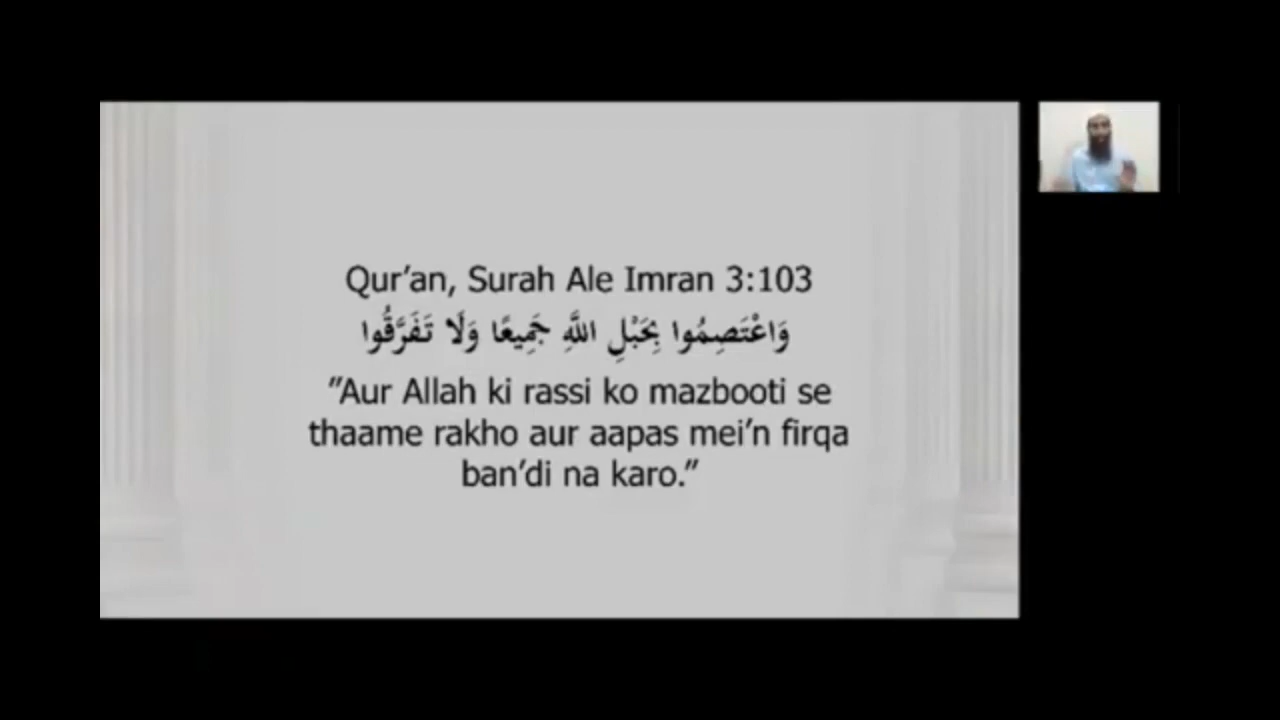 Qur’an, Surah Ale Imran 3:103
وَاعْتَصِمُوا بِحَبْلِ اللَّهِ جَمِيعًا وَلَا تَفَرَّقُوا
”Aur Allah ki rassi ko mazbooti se
thaame rakho aur aapas mei’n firqa
ban’di na karo.”